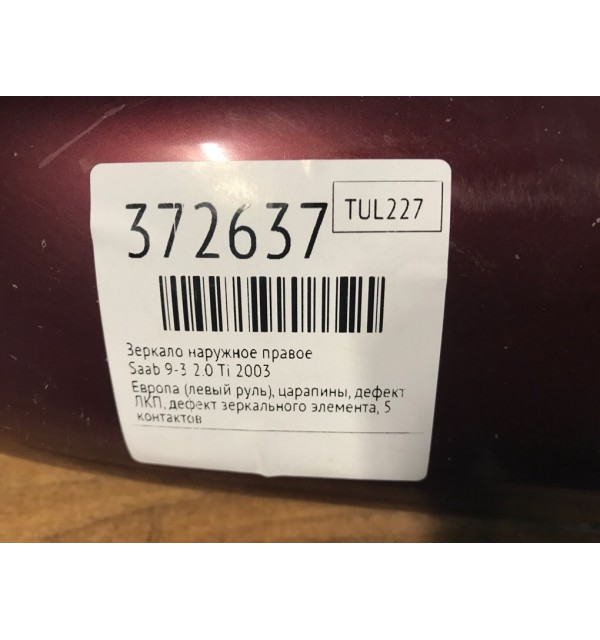 372637
TUL227
Зеркало наружное правое
Saab 9-3 2.0 Ti 2003
Европа (левый руль), царапины, дефект
ЛКП, дефект зеркального элемента, 5
контактов